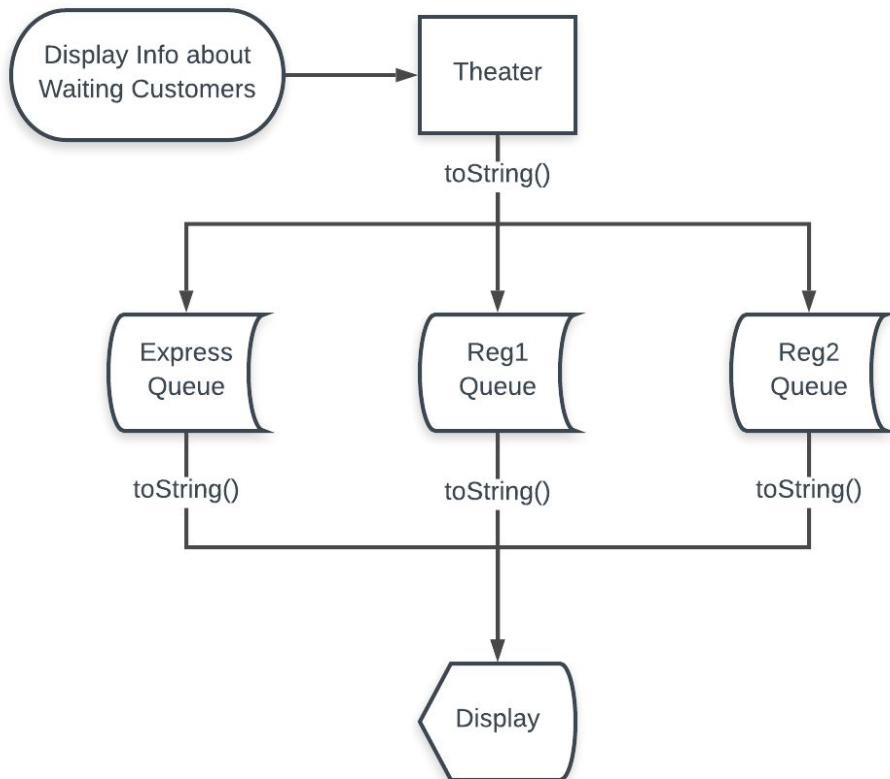 Display Info about
Waiting Customers
Theater
toString()
Express
Queue
Reg1
Queue
Reg2
Queue
toString()
toString()
toString()
Display